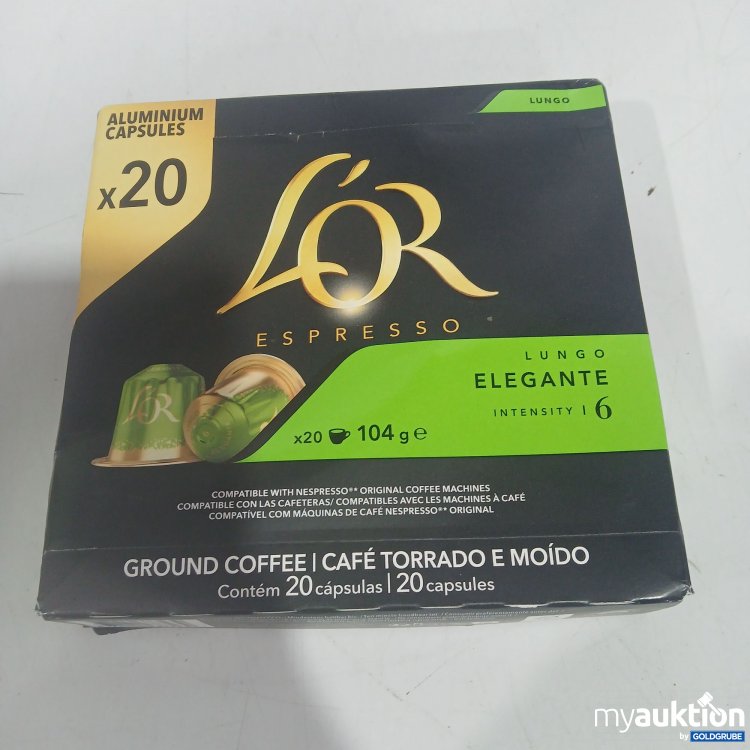 ALUMINIUM
CAPSULES
x20
LUNGO
L'OR
ESPRESSO
LUNGO
ELEGANTE
INTENSITY | 6
x20 104 g e
L'OR
COMPATIBLE WITH NESPRESSO®* ORIGINAL COFFEE MACHINES
COMPATIBLE CON LAS CAFETERAS/ COMPATIBLES AVEC LES MACHINES À CAFÉ
COMPATÍVEL COM MÁQUINAS DE CAFÉ NESPRESSO®* ORIGINAL
GROUND COFFEE | CAFÉ TORRADO E MOÍDO
Contém 20 cápsulas | 20 capsules
myauktion
by GOLDGRUBE